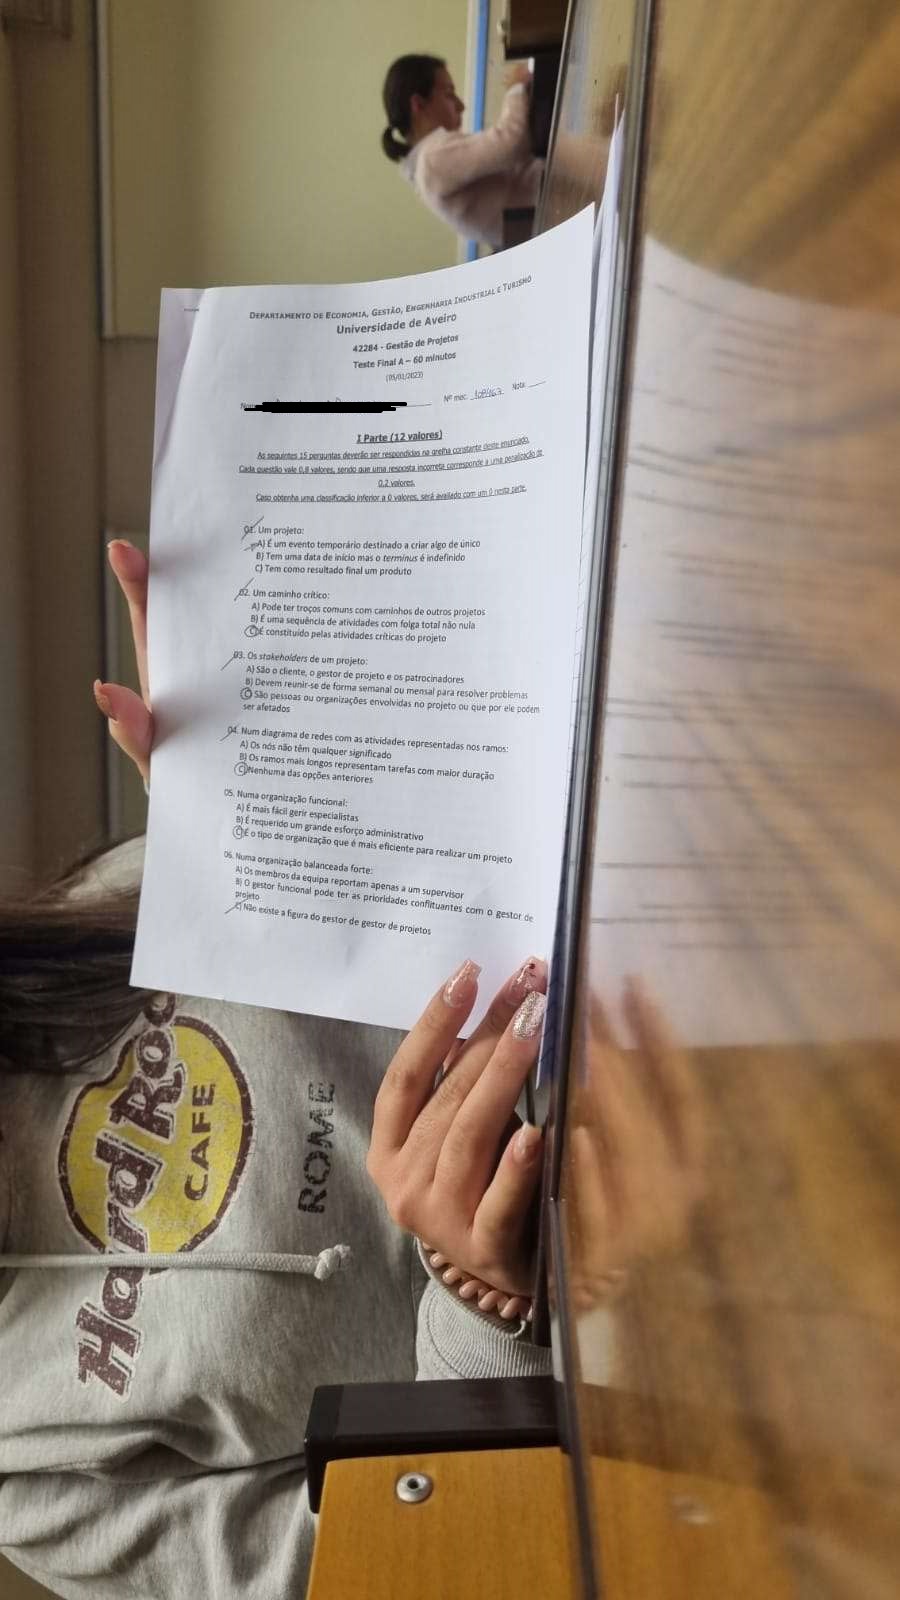 DEPARTAMENTO DE ECONOMIA, GESTÃO, ENGENHARIA INDUSTRIAL E TURISMO
Universidade de Aveiro
42284 - Gestão de Projetos
Teste Final A – 60 minutos
(05/01/2023)
Nº mec. Nota:
I Parte (12 valores)
As seguintes 15 perguntas deverão ser respondidas na grelha constante deste enunciado.
Cada questão vale 0,8 valores, sendo que uma resposta incorreta corresponde a uma penalização de
0,2 valores.
Caso obtenha uma classificação inferior a 0 valores, será avaliado com um 0 nesta parte.
01. Um projeto:
A) É um evento temporário destinado a criar algo de único
B) Tem uma data de início mas o terminus é indefinido
C) Tem como resultado final um produto
02. Um caminho crítico:
A) Pode ter troços comuns com caminhos de outros projetos
B) É uma sequência de atividades com folga total não nula
C) É constituído pelas atividades críticas do projeto
03. Os stakeholders de um projeto:
A) São o cliente, o gestor de projeto e os patrocinadores
B) Devem reunir-se de forma semanal ou mensal para resolver problemas
C) São pessoas ou organizações envolvidas no projeto ou que por ele podem
ser afetados
04. Num diagrama de redes com as atividades representadas nos ramos:
A) Os nós não têm qualquer significado
B) Os ramos mais longos representam tarefas com maior duração
C) Nenhuma das opções anteriores
05. Numa organização funcional:
A) É mais fácil gerir especialistas
B) É requerido um grande esforço administrativo
C) É o tipo de organização que é mais eficiente para realizar um projeto
06. Numa organização balanceada forte:
A) Os membros da equipa reportam apenas a um supervisor
B) O gestor funcional pode ter as prioridades conflituantes com o gestor de
projeto
C) Não existe a figura do gestor de gestor de projetos
Hard Rock
CAFE
ROME